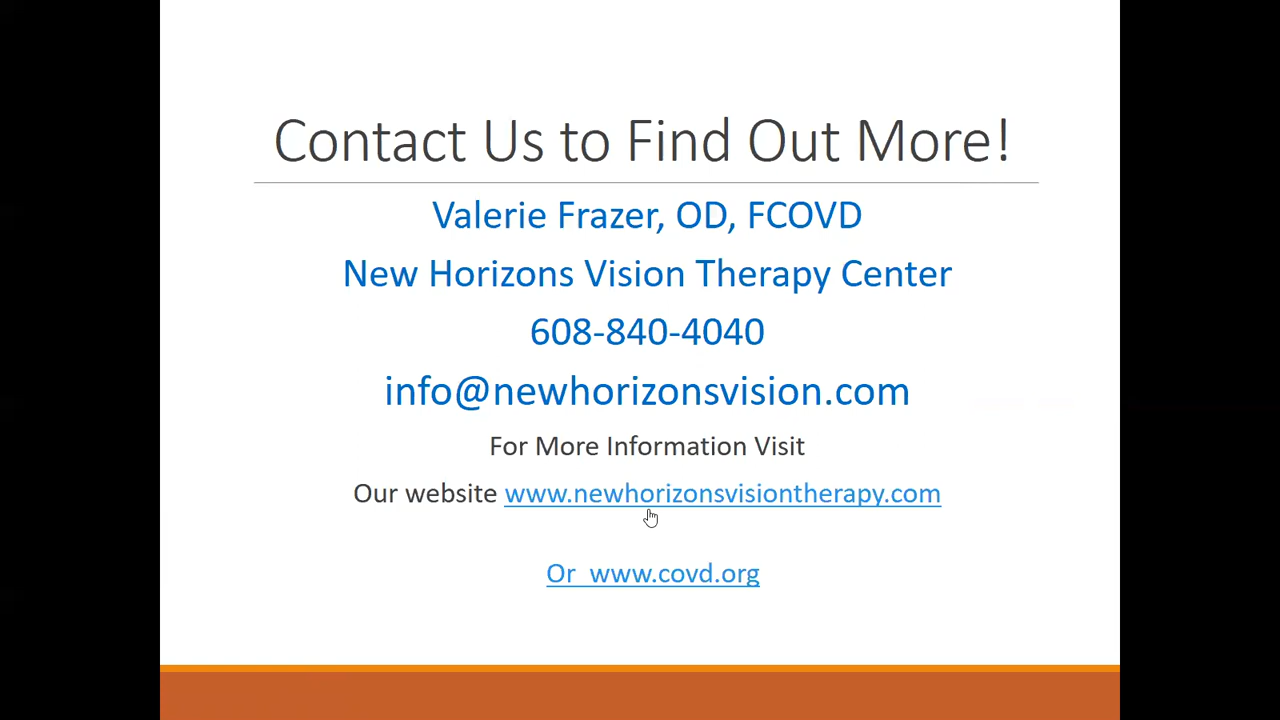 Contact Us to Find Out More!
Valerie Frazer, OD, FCOVD
New Horizons Vision Therapy Center
608-840-4040
info@newhorizonsvision.com
For More Information Visit
Our website www.newhorizonsvisiontherapy.com
Or  www.covd.org